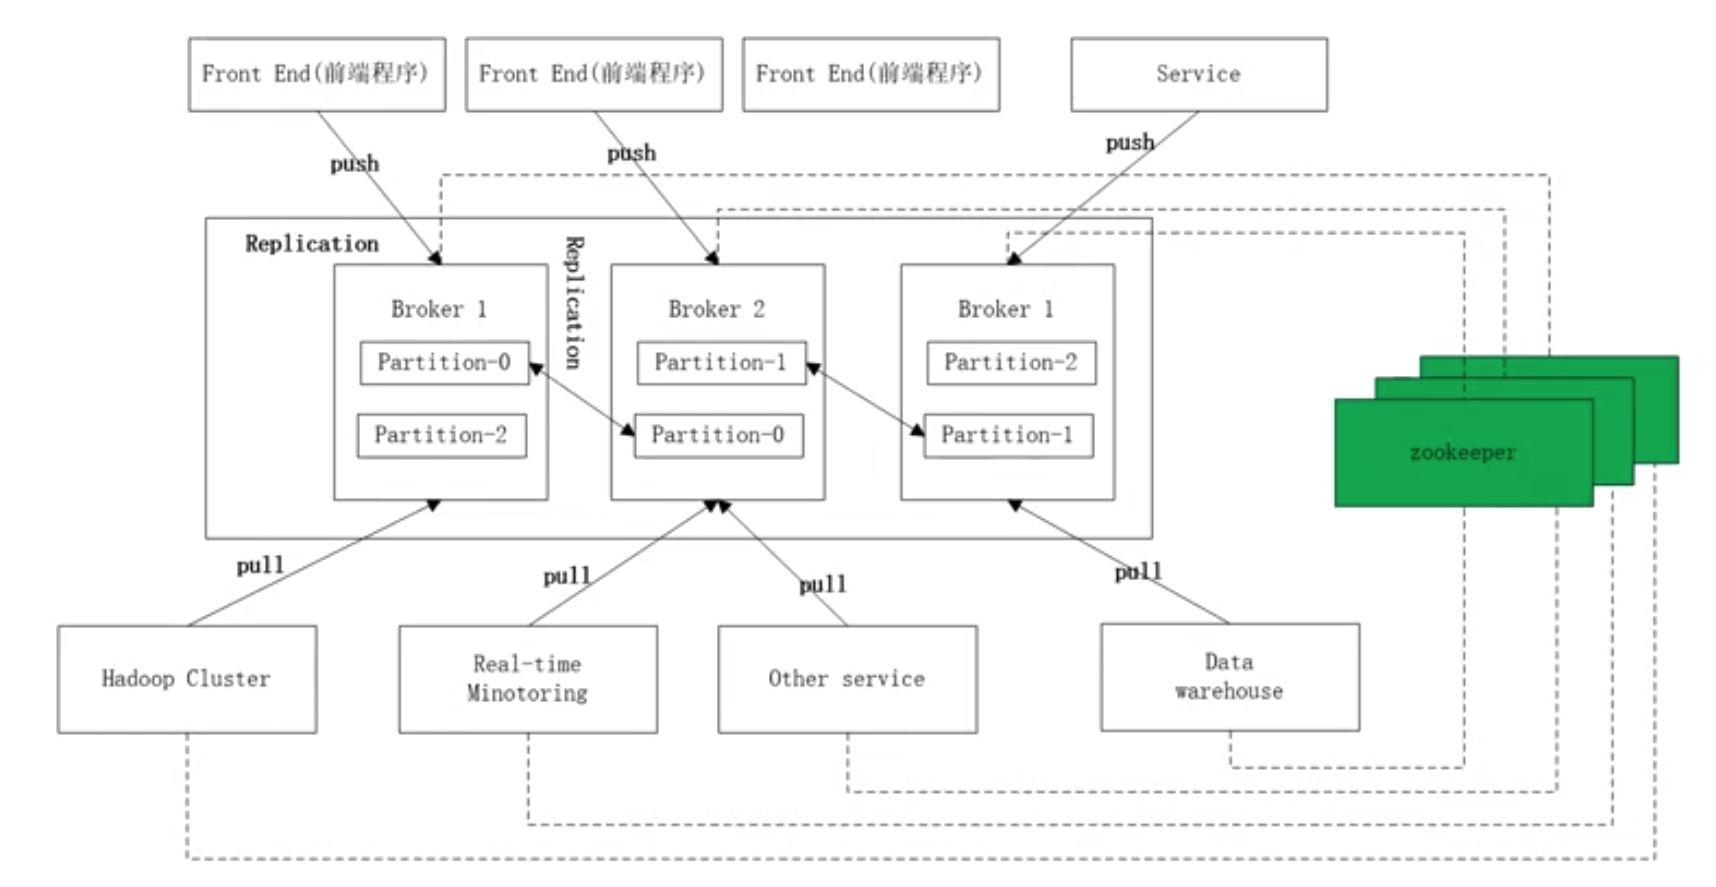 Front End(前端程序)
Front End(前端程序)
Front End(前端程序)
Service
push
push
push
Replication
Replication
Broker 1
Broker 2
Broker 1
Partition-0
Partition-1
Partition-2
Partition-2
Partition-0
Partition-1
zookeeper
pull
pull
pull
pull
Hadoop Cluster
Real-time
Minotoring
Other service
Data
warehouse